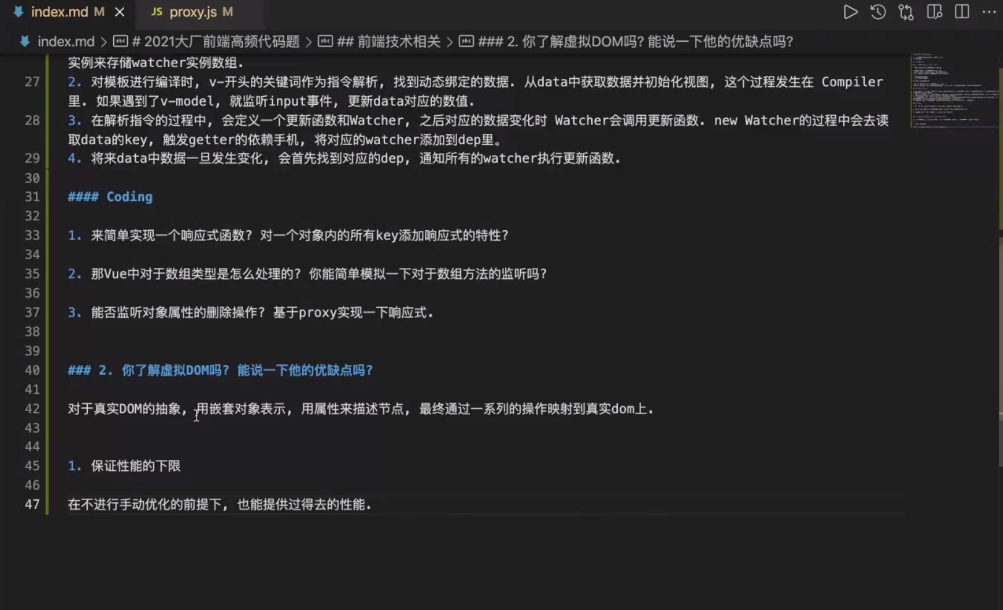 index.md M
JS proxy.js M
index.md > # 2021大厂前端高频代码题 > ## 前端技术相关 > ### 2. 你了解虚拟DOM吗? 能说一下他的优缺点吗?
实例来存储watcher实例数组.
27 2. 对模板进行编译时, v-开头的关键词作为指令解析, 找到动态绑定的数据. 从data中获取数据并初始化视图, 这个过程发生在 Compiler
里. 如果遇到了v-model, 就监听input事件, 更新data对应的数值.
28 3. 在解析指令的过程中, 会定义一个更新函数和Watcher, 之后对应的数据变化时 Watcher会调用更新函数. new Watcher的过程中会去读
取data的key, 触发getter的依赖手机, 将对应的watcher添加到dep里。
29 4. 将来data中数据一旦发生变化, 会首先找到对应的dep, 通知所有的watcher执行更新函数.
30
31 #### Coding
32
33 1. 来简单实现一个响应式函数? 对一个对象内的所有key添加响应式的特性?
34
35 2. 那Vue中对于数组类型是怎么处理的? 你能简单模拟一下对于数组方法的监听吗?
36
37 3. 能否监听对象属性的删除操作? 基于proxy实现一下响应式.
38
39
40 ### 2. 你了解虚拟DOM吗? 能说一下他的优缺点吗?
41
42 对于真实DOM的抽象, 用嵌套对象表示, 用属性来描述节点, 最终通过一系列的操作映射到真实dom上.
43
44
45 1. 保证性能的下限
46
47 在不进行手动优化的前提下, 也能提供过得去的性能.